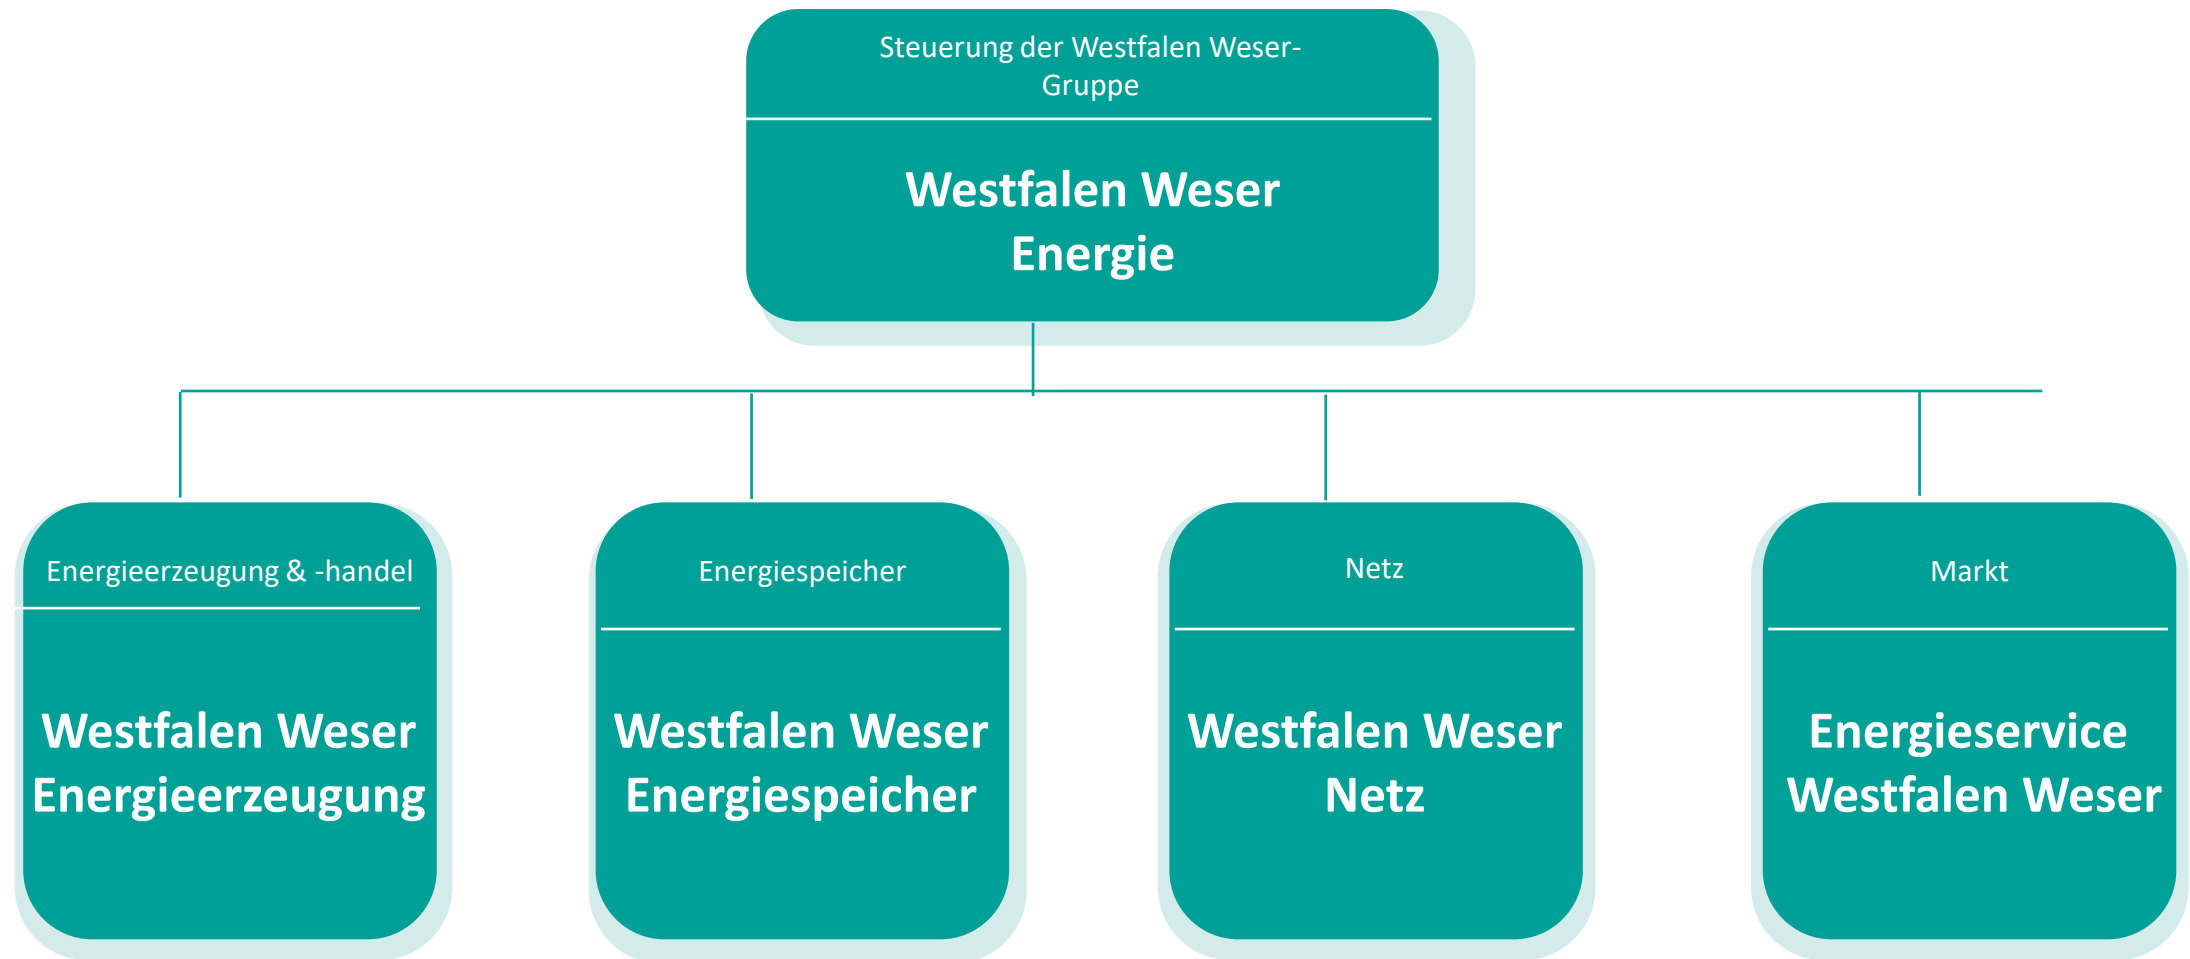 Steuerung der Westfalen Weser-
Gruppe
Westfalen Weser
Energie
Energieerzeugung & -handel
Westfalen Weser
Energieerzeugung
Energiespeicher
Westfalen Weser
Energiespeicher
Netz
Westfalen Weser
Netz
Markt
Energieservice
Westfalen Weser